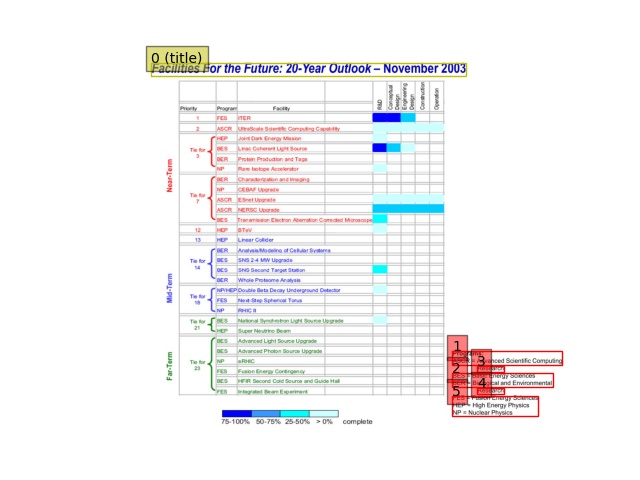 0 (title)
Facilities For the Future: 20-Year Outlook – November 2003
Priority Program Facility R&D Conceptual Design Engineering Design Construction Operation
1 FES ITER
2 ASCR UltraScale Scientific Computing Capability
Tie for 3
HEP Joint Dark Energy Mission
BES Linac Coherent Light Source
BER Protein Production and Tags
NP Rare Isotope Accelerator
Near-Term
Tie for 7
BER Characterization and Imaging
NP CEBAF Upgrade
ASCR ESnet Upgrade
ASCR NERSC Upgrade
BES Transmission Electron Aberration Corrected Microscope
12 HEP BTeV
13 HEP Linear Collider
Mid-Term
Tie for 14
BER Analysis/Modeling of Cellular Systems
BES SNS 2-4 MW Upgrade
BES SNS Second Target Station
BER Whole Proteome Analysis
Tie for 18
NP/HEP Double Beta Decay Underground Detector
FES Next-Step Spherical Torus
NP RHIC II
Far-Term
Tie for 21
BES National Synchrotron Light Source Upgrade
HEP Super Neutrino Beam
Tie for 23
BES Advanced Light Source Upgrade
BES Advanced Photon Source Upgrade
NP eRHIC
FES Fusion Energy Contingency
BES HFIR Second Cold Source and Guide Hall
FES Integrated Beam Experiment
1
Programs:
ASCR = Advanced Scientific Computing
3
Research
2
BES = Basic Energy Sciences
BER = Biological and Environmental
4
Research
5
FES = Fusion Energy Sciences
HEP = High Energy Physics
NP = Nuclear Physics
75-100% 50-75% 25-50% > 0% complete